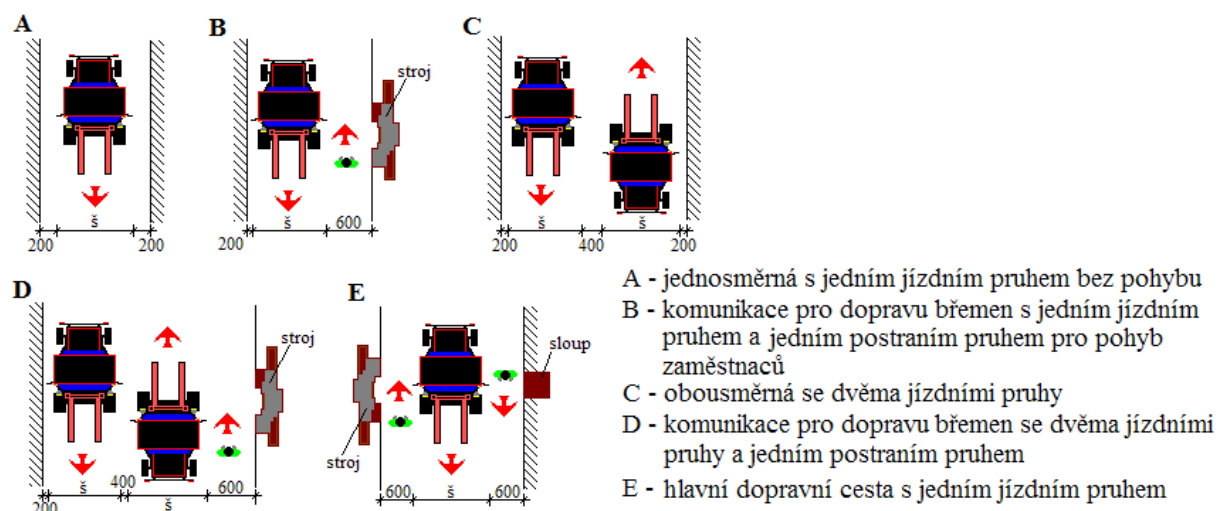 A
B
C
stroj
š
200
200
š
200
600
š
š
200
400
200
D
E
stroj
sloup
stroj
š
š
200
400
600
600
š
600
A - jednosměrná s jedním jízdním pruhem bez pohybu
B - komunikace pro dopravu břemen s jedním jízdním
pruhem a jedním postraním pruhem pro pohyb
zaměstnaců
C - obousměrná se dvěma jízdními pruhy
D - komunikace pro dopravu břemen se dvěma jízdními
pruhy a jedním postraním pruhem
E - hlavní dopravní cesta s jedním jízdním pruhem